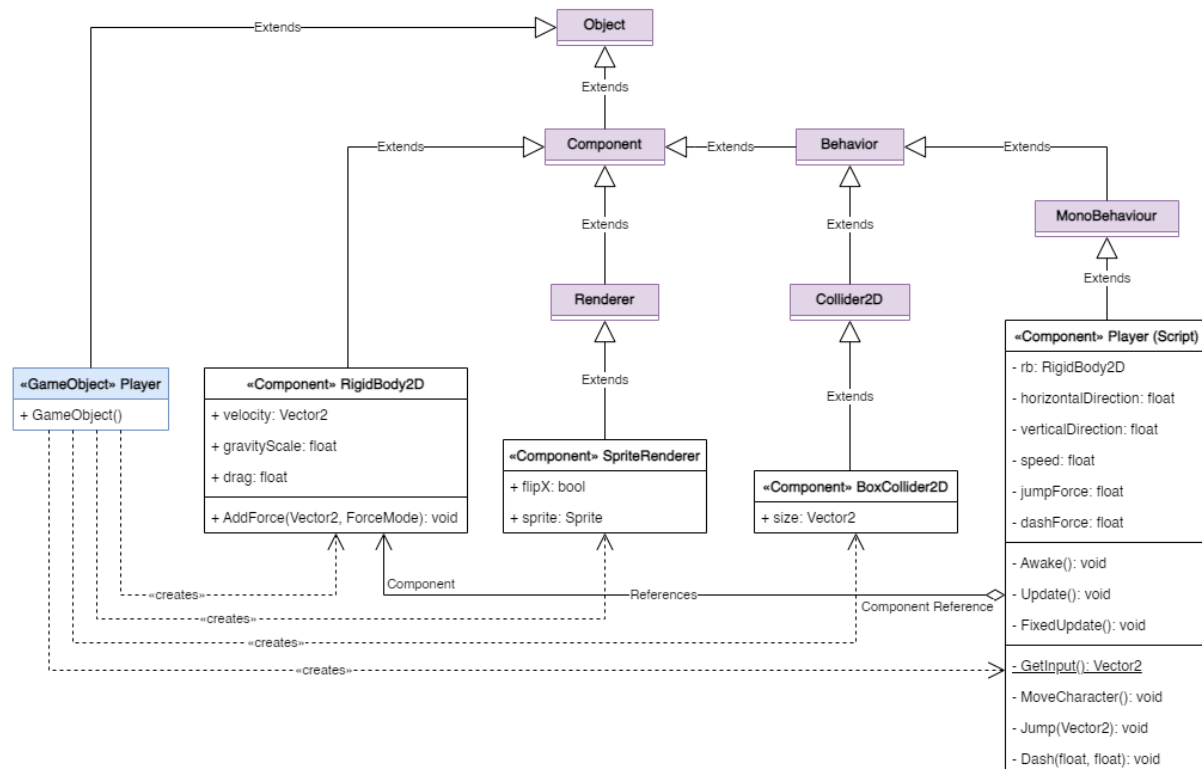 Object
Extends
Extends
Component
Behavior
Extends
Extends
Extends
Extends
Extends
MonoBehaviour
Extends
Renderer
Collider2D
«Component» Player (Script)
- rb: RigidBody2D
- horizontalDirection: float
- verticalDirection: float
- speed: float
- jumpForce: float
- dashForce: float
- Awake(): void
- Update(): void
- FixedUpdate(): void
- GetInput(): Vector2
- MoveCharacter(): void
- Jump(Vector2): void
- Dash(float, float): void
«GameObject» Player
+ GameObject()
«Component» RigidBody2D
+ velocity: Vector2
+ gravityScale: float
+ drag: float
+ AddForce(Vector2, ForceMode): void
Extends
«Component» SpriteRenderer
+ flipX: bool
+ sprite: Sprite
Extends
«Component» BoxCollider2D
+ size: Vector2
Component
References
Component Reference
«creates»
«creates»
«creates»
«creates»